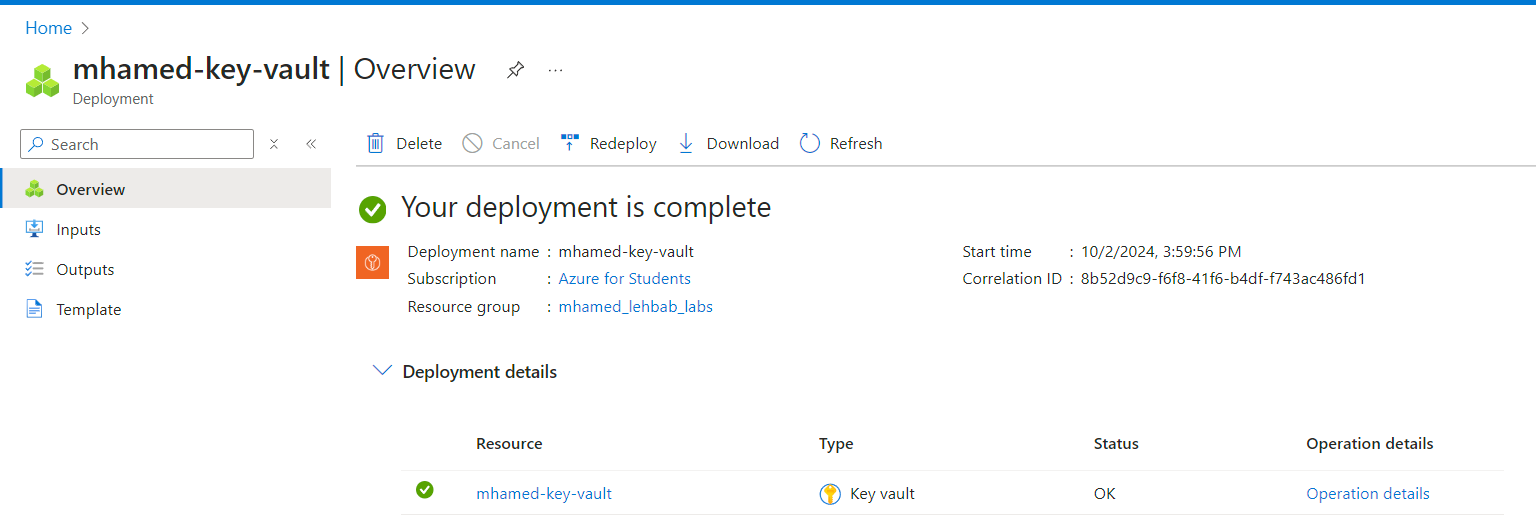 Home
mhamed-key-vault | Overview
Deployment
Search
Overview
Inputs
Outputs
Template
Delete Cancel Redeploy Download Refresh
Your deployment is complete
Deployment name : mhamed-key-vault
Subscription : Azure for Students
Resource group : mhamed_lehbab_labs
Start time : 10/2/2024, 3:59:56 PM
Correlation ID : 8b52d9c9-f6f8-41f6-b4df-f743ac486fd1
Deployment details
Resource Type Status Operation details
mhamed-key-vault Key vault OK Operation details